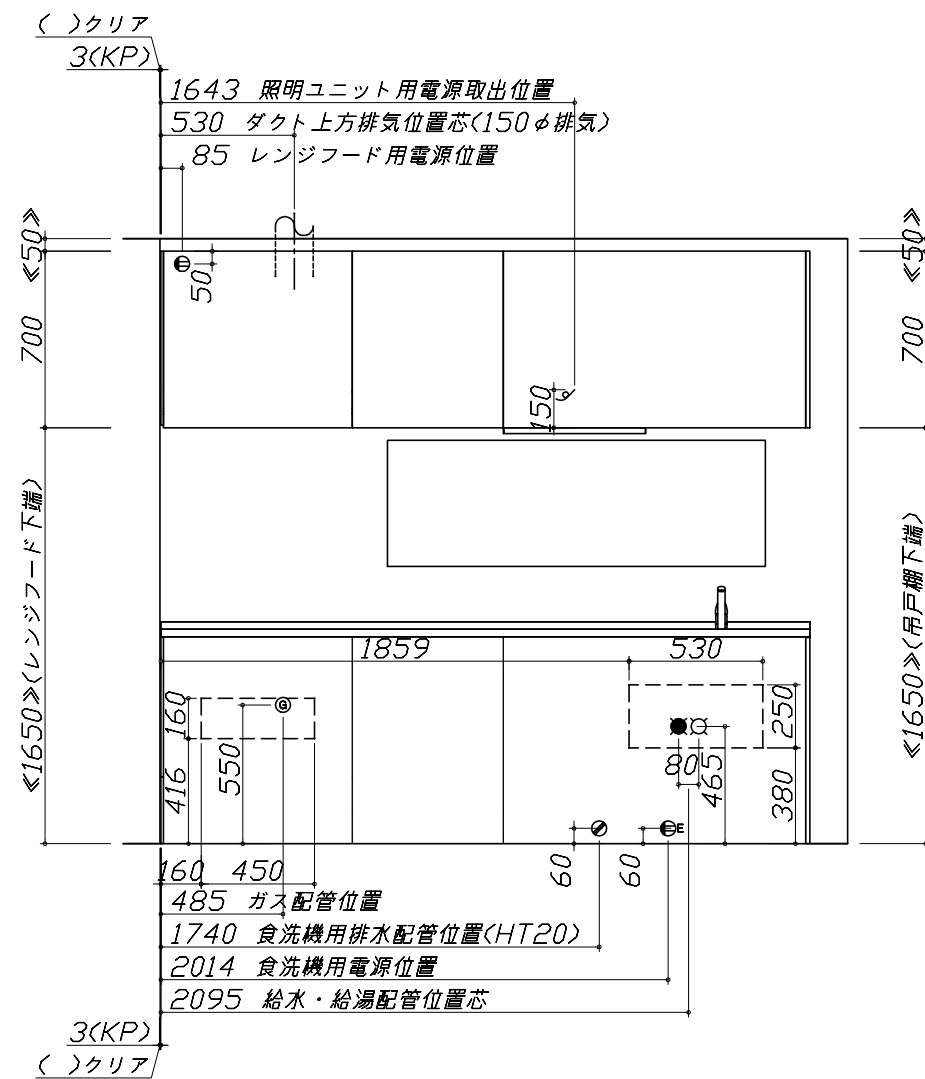 ( )クリア
3(KP)
1643 照明ユニット用電源取出位置
530 ダクト上方排気位置芯(150φ排気)
85 レンジフード用電源位置
≪50≫
≪50≫
50
700
700
150
≪1650≫(レンジフード下端)
≪1650≫(吊戸棚下端)
1859
530
160
G
250
550
80
465
416
380
E
60
60
160
450
485 ガス配管位置
1740 食洗機用排水配管位置(HT20)
2014 食洗機用電源位置
2095 給水・給湯配管位置芯
3(KP)
( )クリア